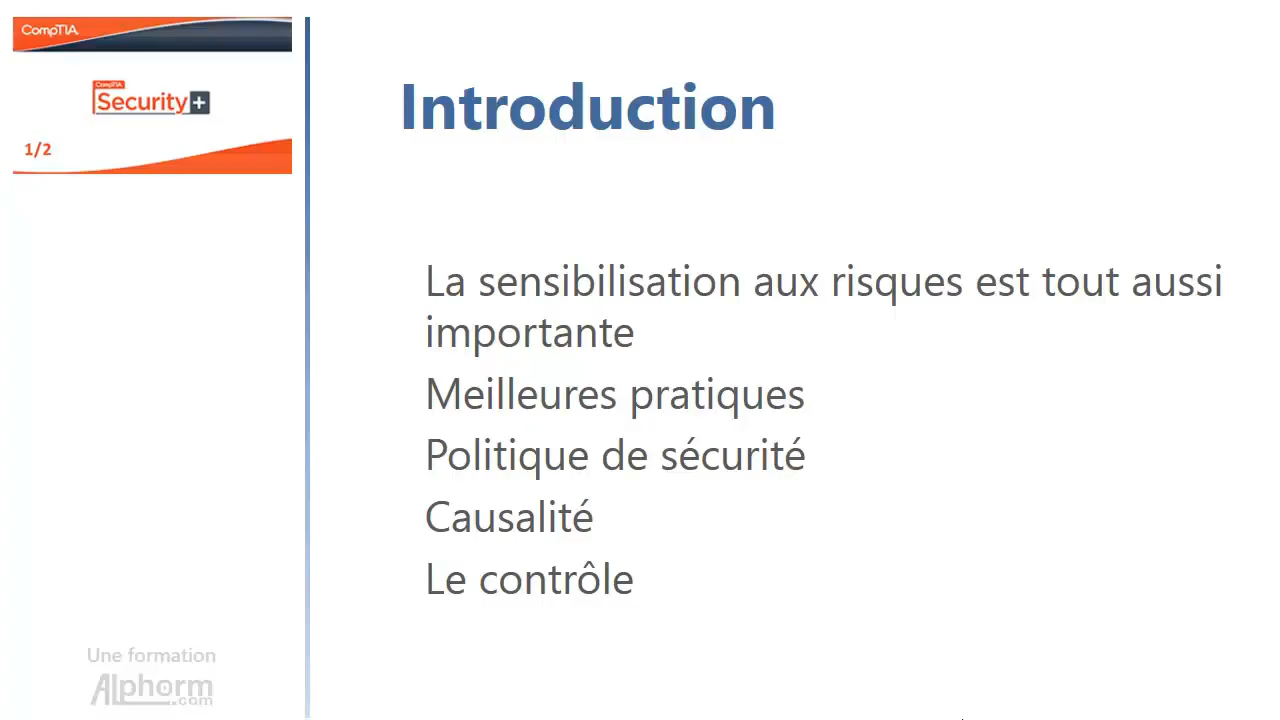 CompTIA.
CompTIA
Security+
1/2
Introduction
La sensibilisation aux risques est tout aussi
importante
Meilleures pratiques
Politique de sécurité
Causalité
Le contrôle
Une formation
Alphorm
.com